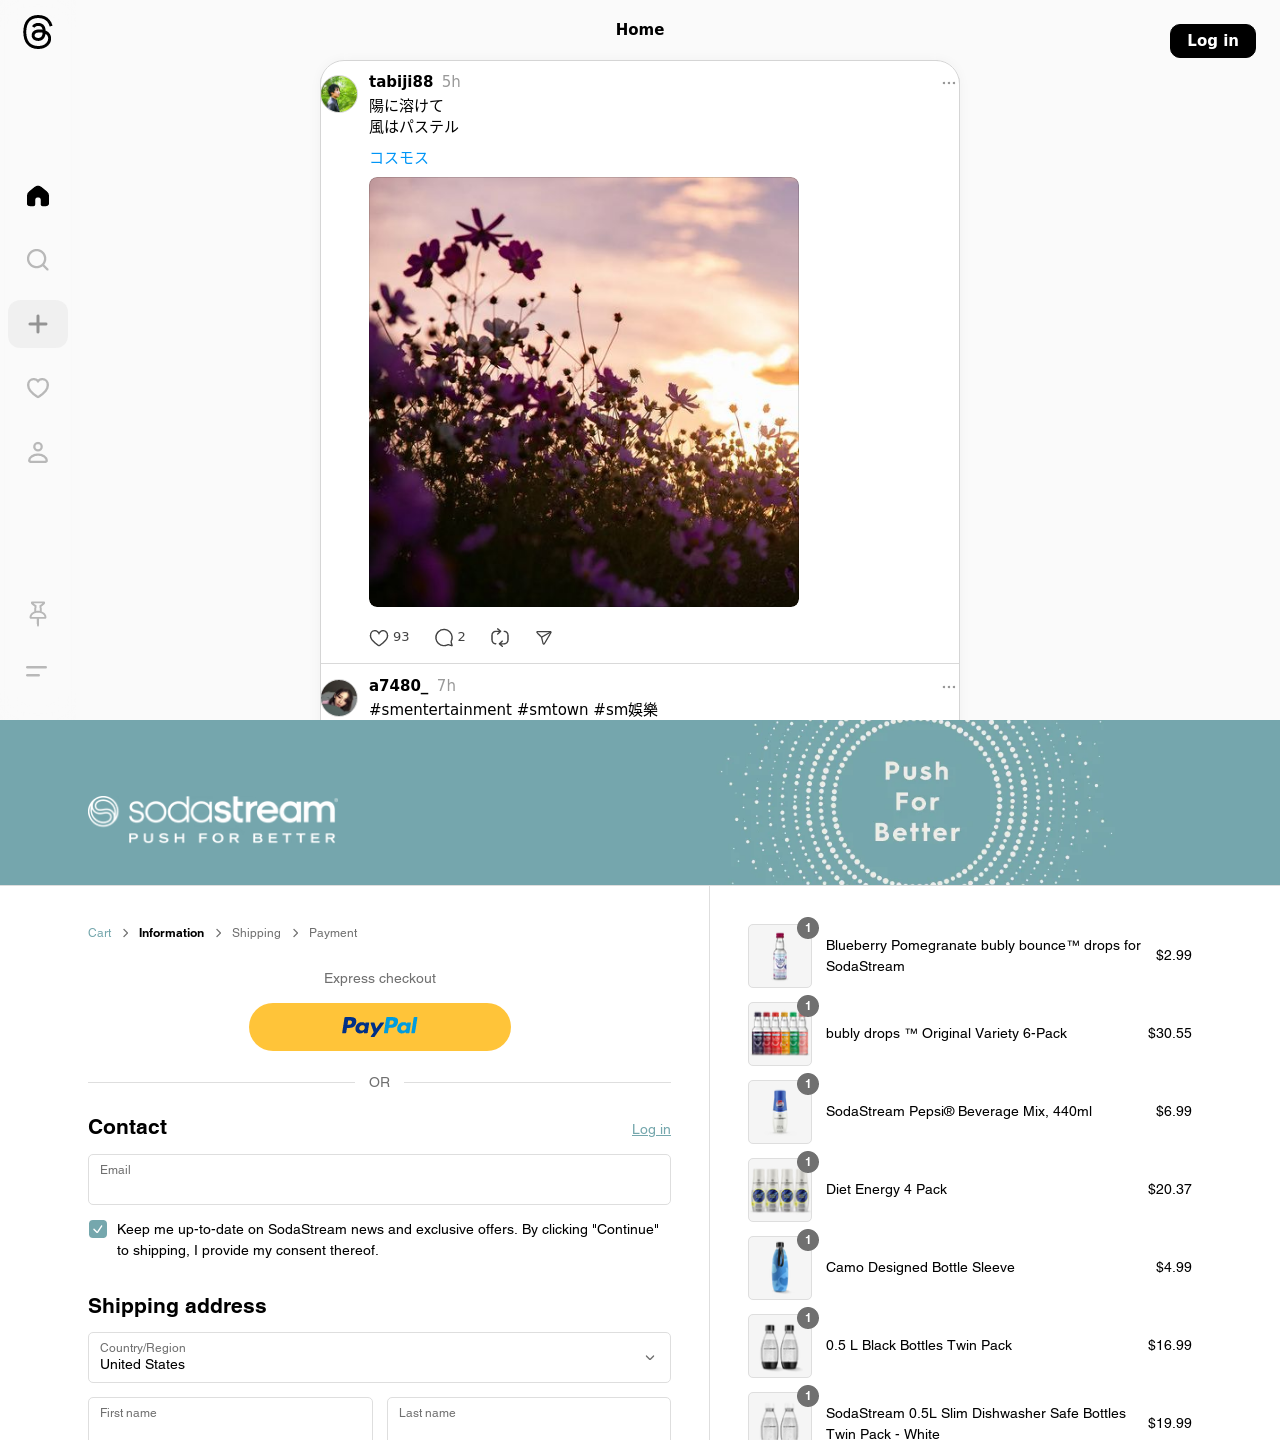 Home
Log in
tabiji88 5h
陽に溶けて
風はパステル
コスモス
93 2
a7480_ 7h
#smentertainment #smtown #sm娛樂
sodastream
PUSH FOR BETTER
Push
For
Better
Cart Information Shipping Payment
Express checkout
PayPal
OR
Contact
Log in
Email
Keep me up-to-date on SodaStream news and exclusive offers. By clicking "Continue"
to shipping, I provide my consent thereof.
Shipping address
Country/Region
United States
First name
Last name
1
Blueberry Pomegranate bubly bounce™ drops for
SodaStream
$2.99
1
bubly drops ™ Original Variety 6-Pack
$30.55
1
SodaStream Pepsi® Beverage Mix, 440ml
$6.99
1
Diet Energy 4 Pack
$20.37
1
Camo Designed Bottle Sleeve
$4.99
1
0.5 L Black Bottles Twin Pack
$16.99
1
SodaStream 0.5L Slim Dishwasher Safe Bottles
Twin Pack - White
$19.99